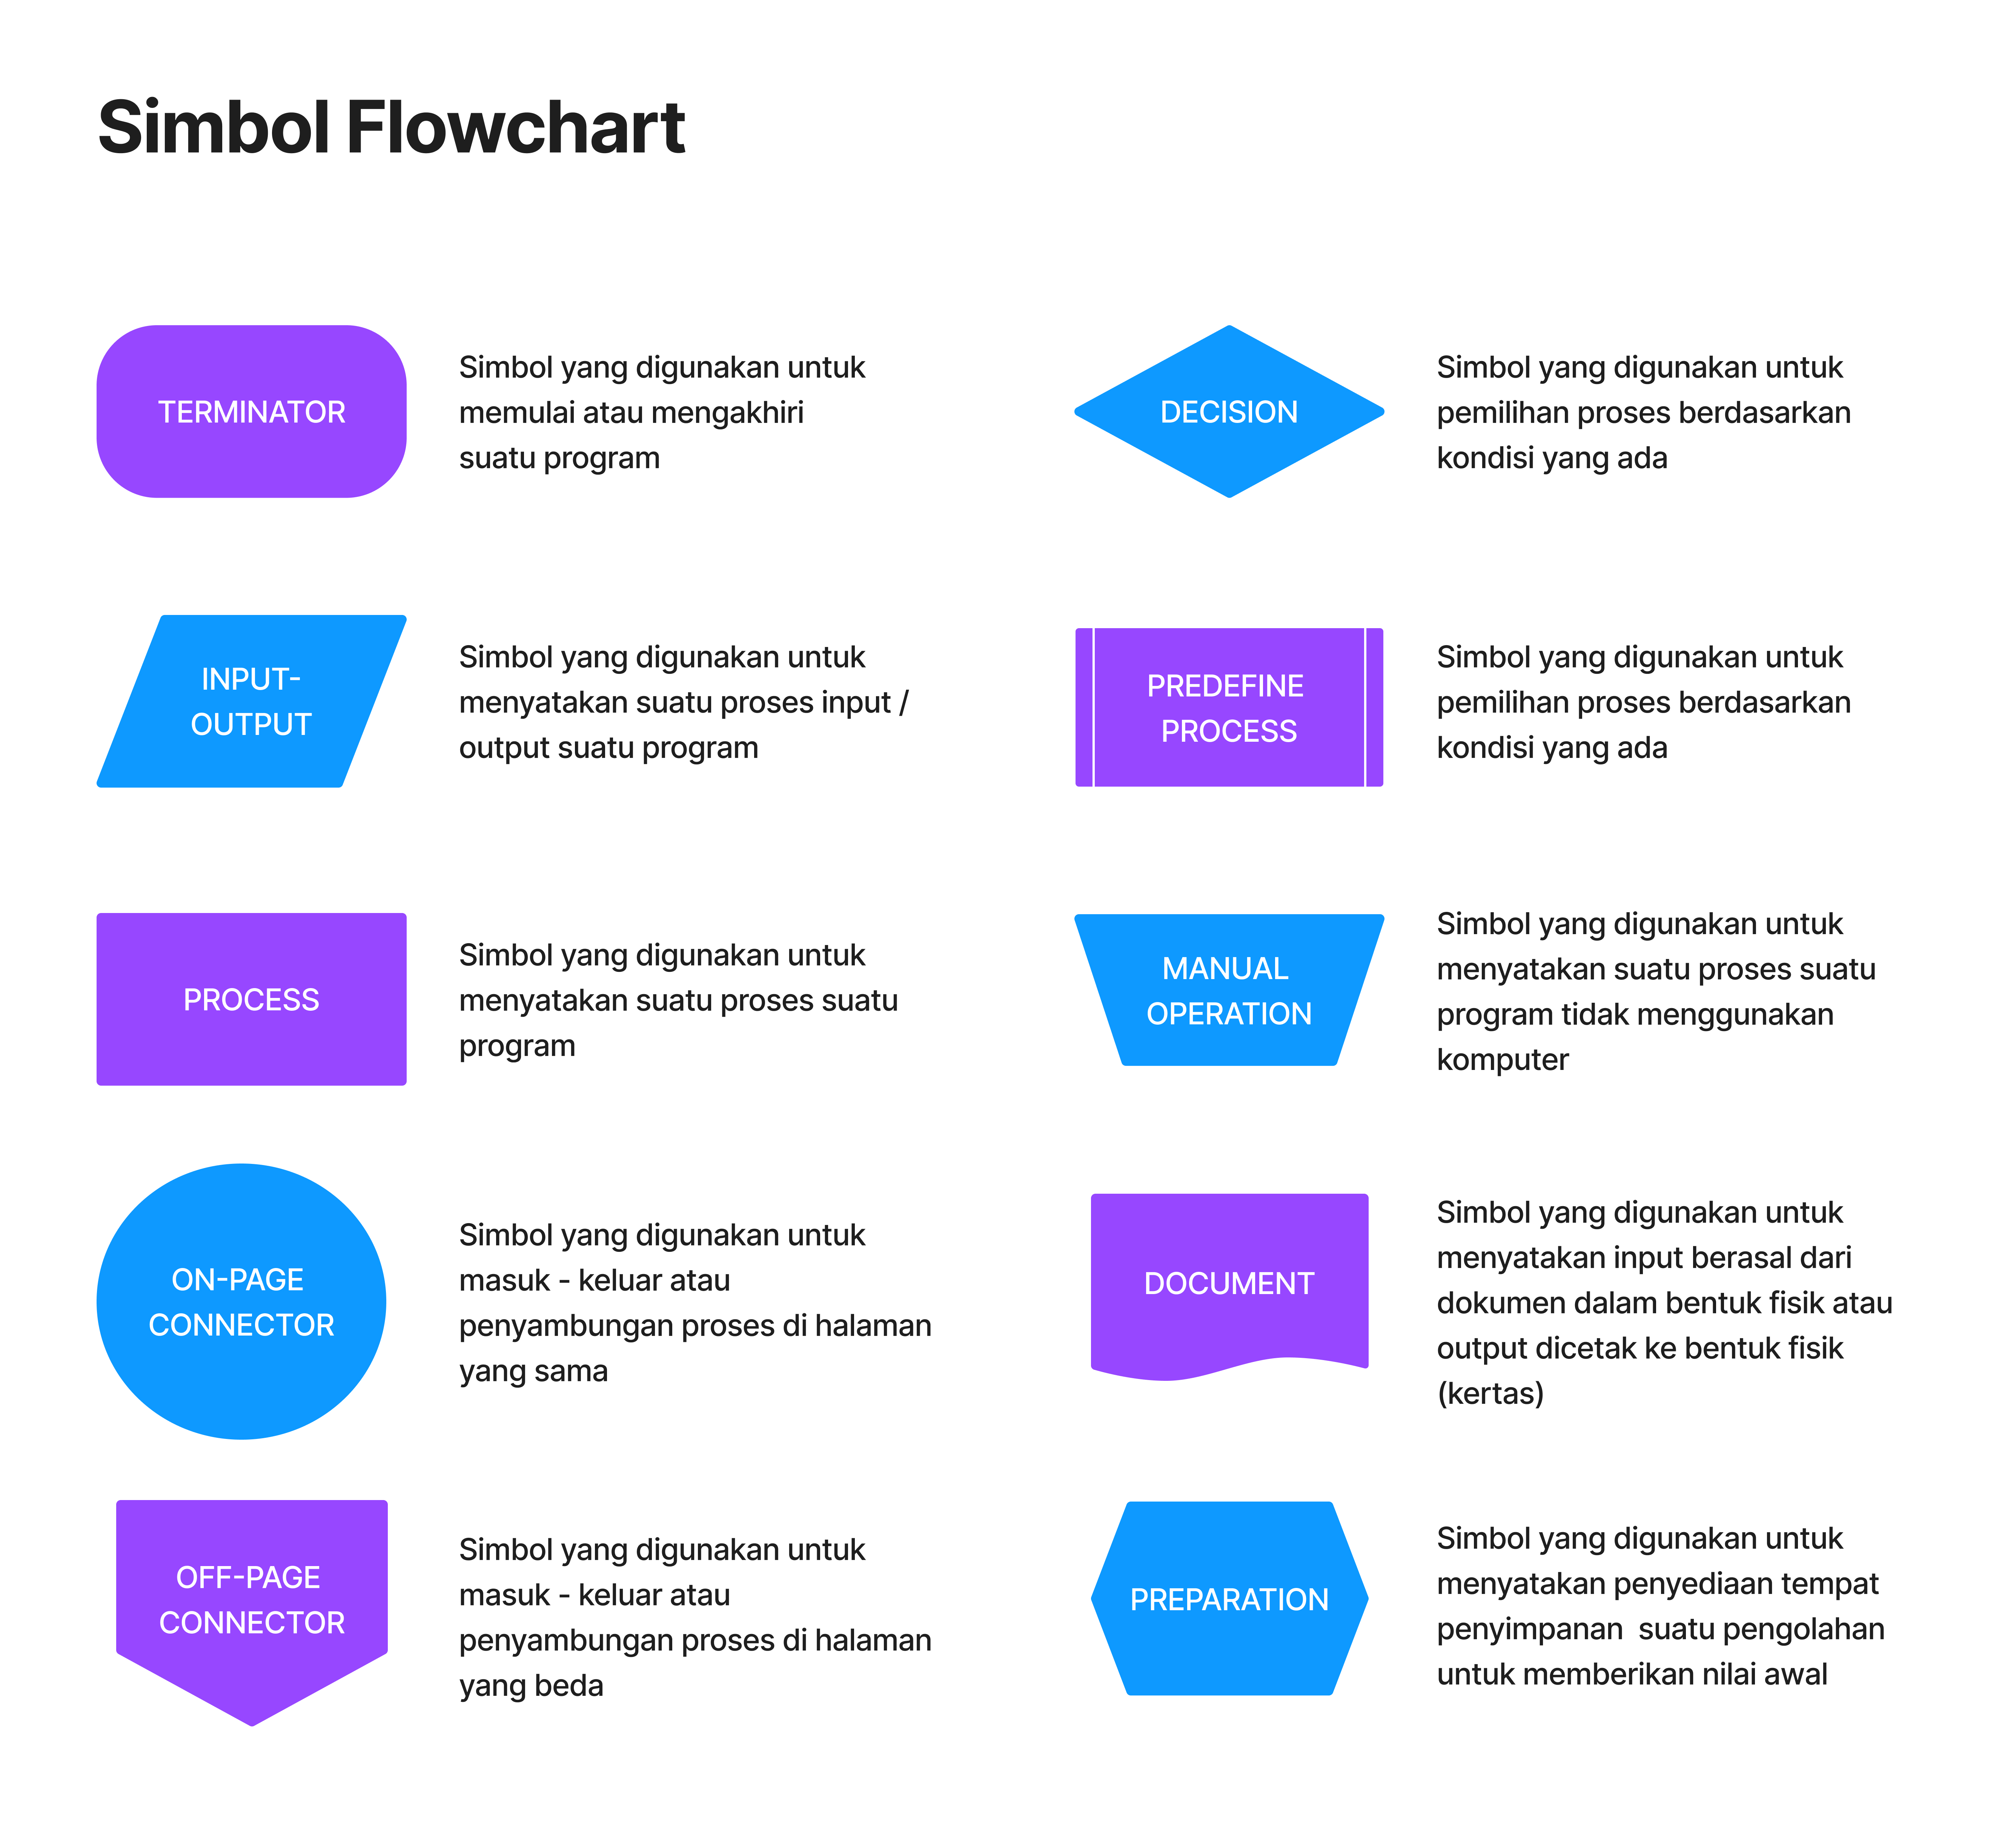 Simbol Flowchart
TERMINATOR
Simbol yang digunakan untuk
memulai atau mengakhiri
suatu program
DECISION
Simbol yang digunakan untuk
pemilihan proses berdasarkan
kondisi yang ada
INPUT-
OUTPUT
Simbol yang digunakan untuk
menyatakan suatu proses input /
output suatu program
PREDEFINE
PROCESS
Simbol yang digunakan untuk
pemilihan proses berdasarkan
kondisi yang ada
PROCESS
Simbol yang digunakan untuk
menyatakan suatu proses suatu
program
MANUAL
OPERATION
Simbol yang digunakan untuk
menyatakan suatu proses suatu
program tidak menggunakan
komputer
ON-PAGE
CONNECTOR
Simbol yang digunakan untuk
masuk - keluar atau
penyambungan proses di halaman
yang sama
DOCUMENT
Simbol yang digunakan untuk
menyatakan input berasal dari
dokumen dalam bentuk fisik atau
output dicetak ke bentuk fisik
(kertas)
OFF-PAGE
CONNECTOR
Simbol yang digunakan untuk
masuk - keluar atau
penyambungan proses di halaman
yang beda
PREPARATION
Simbol yang digunakan untuk
menyatakan penyediaan tempat
penyimpanan  suatu pengolahan
untuk memberikan nilai awal